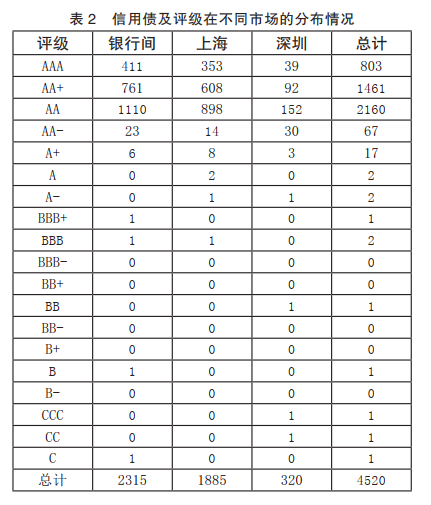 表 2 信用债及评级在不同市场的分布情况
评级 银行间 上海 深圳 总计
AAA 411 353 39 803
AA+ 761 608 92 1461
AA 1110 898 152 2160
AA- 23 14 30 67
A+ 6 8 3 17
A 0 2 0 2
A- 0 1 1 2
BBB+ 1 0 0 1
BBB 1 1 0 2
BBB- 0 0 0 0
BB+ 0 0 0 0
BB 0 0 1 1
BB- 0 0 0 0
B+ 0 0 0 0
B 1 0 0 1
B- 0 0 0 0
CCC 0 0 1 1
CC 0 0 1 1
C 1 0 0 1
总计 2315 1885 320 4520